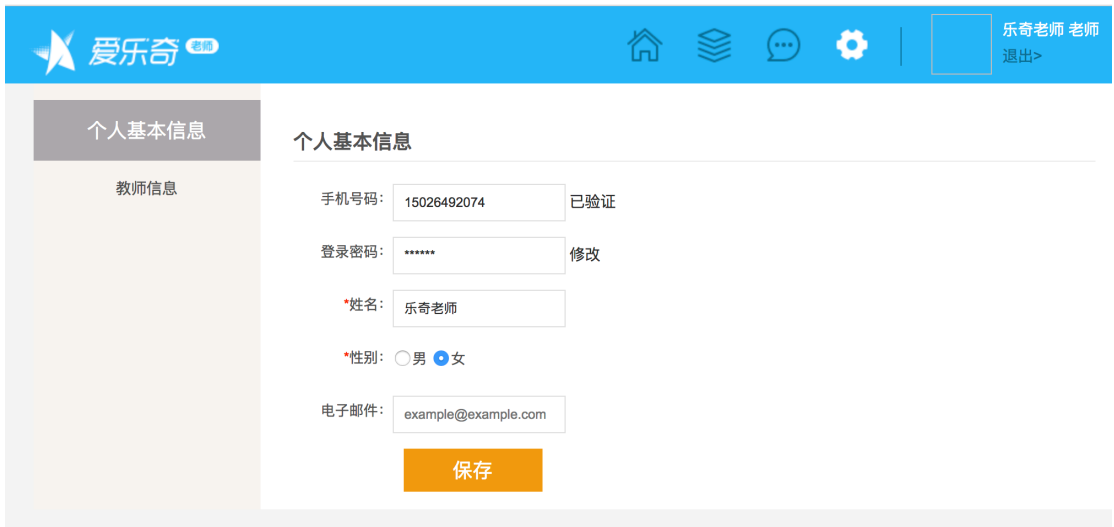 爱乐奇 老师
乐奇老师 老师
退出>
个人基本信息
教师信息
个人基本信息
手机号码： 15026492074 已验证
登录密码： ****** 修改
*姓名： 乐奇老师
*性别： 男 女
电子邮件： example@example.com
保存